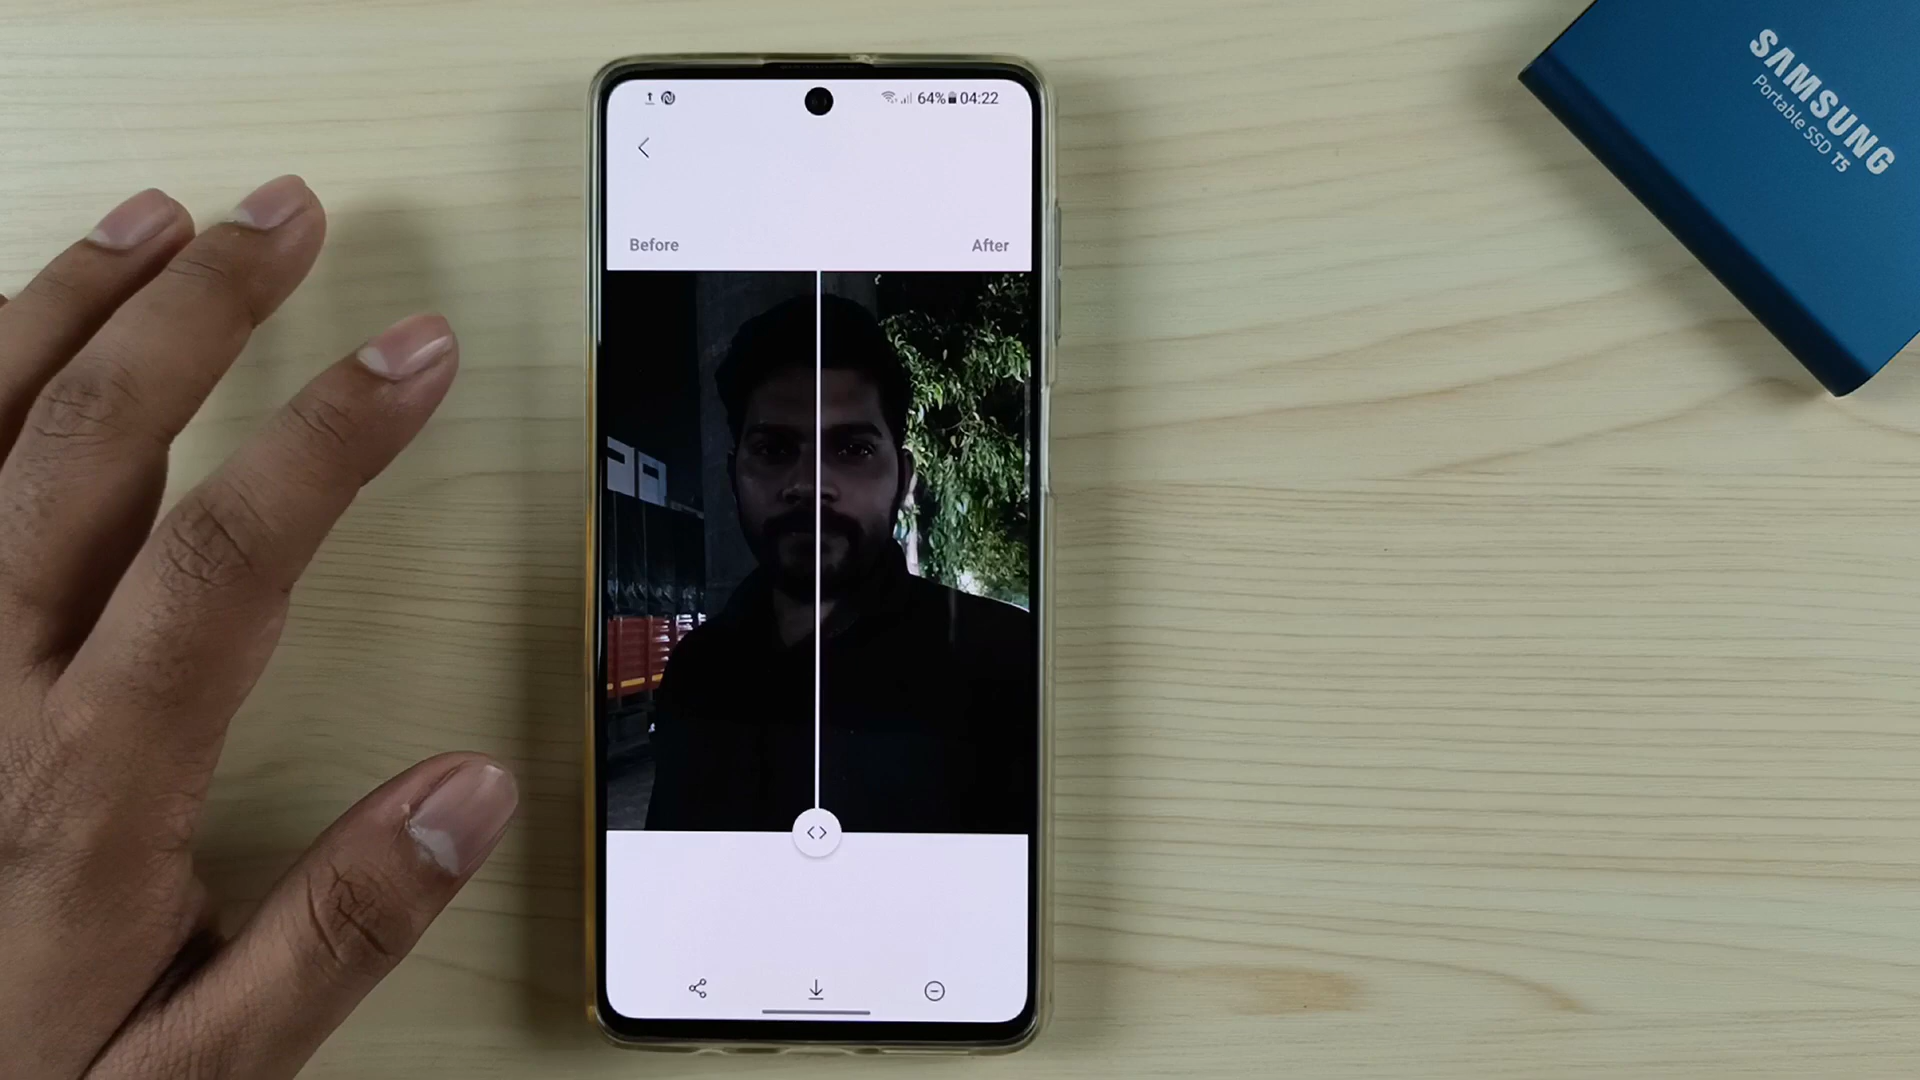 64% 04:22
Before
After
SAMSUNG
Portable SSD T5